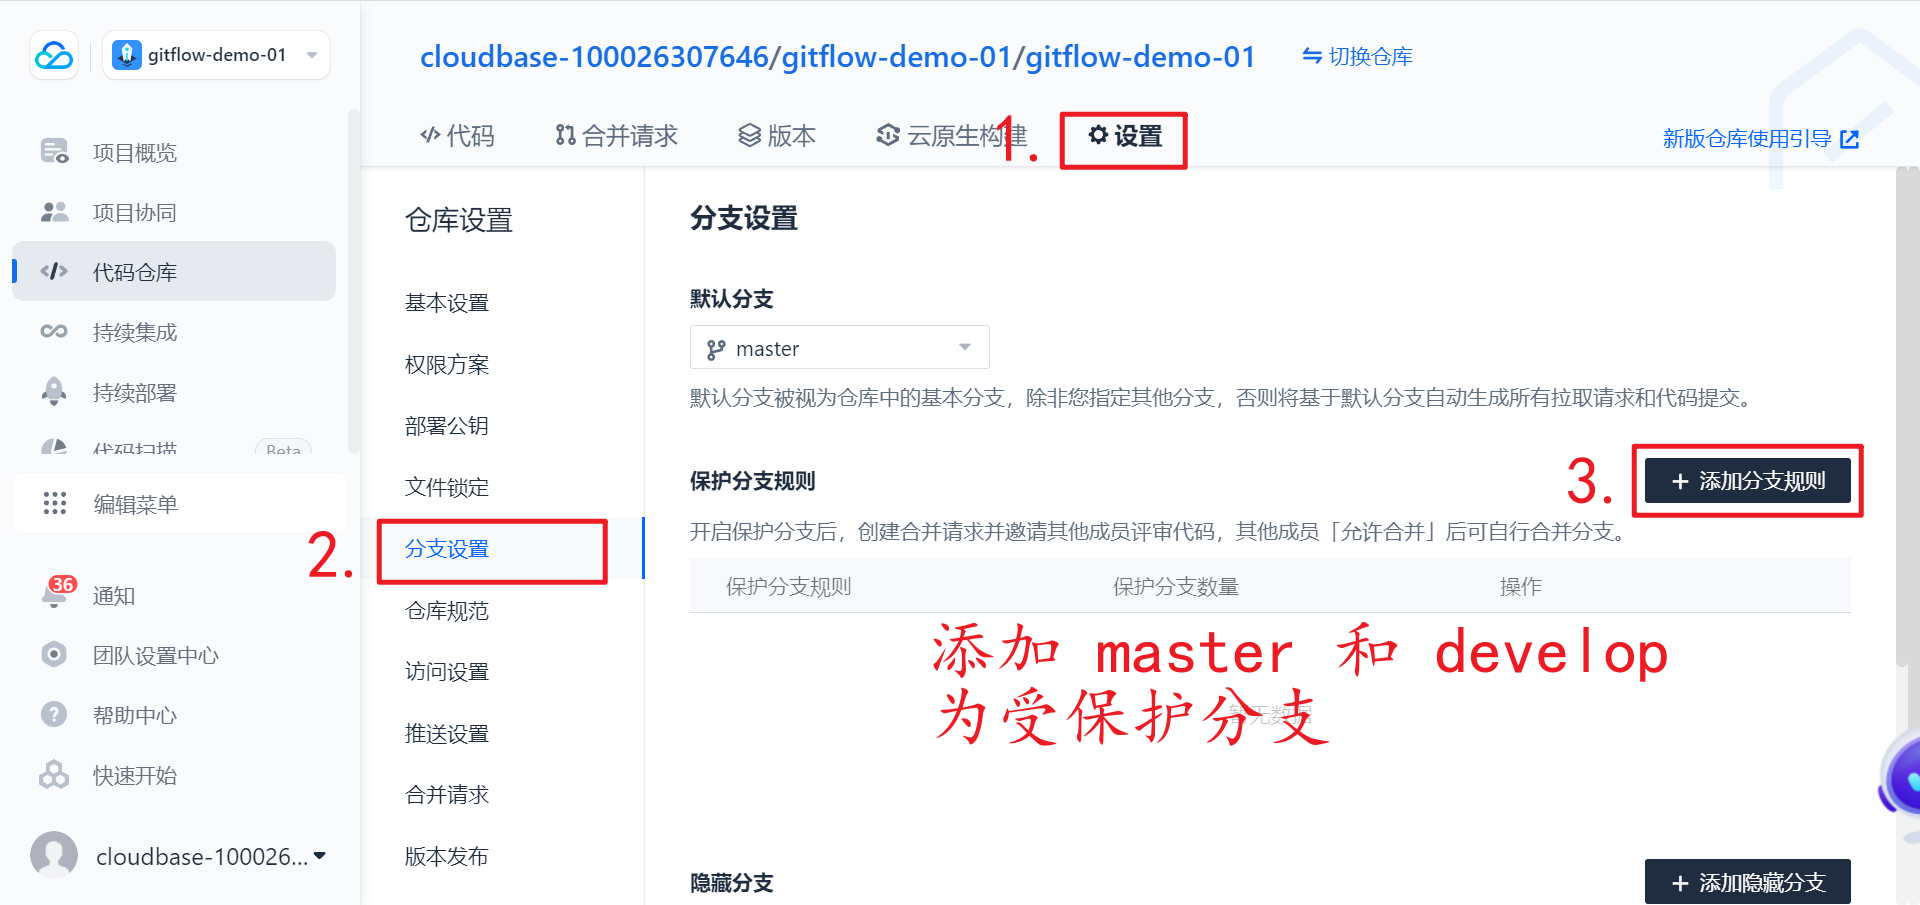 gitflow-demo-01
cloudbase-100026307646/gitflow-demo-01/gitflow-demo-01
切换仓库
代码
合并请求
版本
云原生构建
1.
设置
新版仓库使用引导
项目概览
项目协同
代码仓库
持续集成
持续部署
代码扫描
Beta
编辑菜单
36
通知
团队设置中心
帮助中心
快速开始
cloudbase-100026...
仓库设置
基本设置
权限方案
部署公钥
文件锁定
2.
分支设置
仓库规范
访问设置
推送设置
合并请求
版本发布
分支设置
默认分支
master
默认分支被视为仓库中的基本分支，除非您指定其他分支，否则将基于默认分支自动生成所有拉取请求和代码提交。
保护分支规则
3.
+ 添加分支规则
开启保护分支后，创建合并请求并邀请其他成员评审代码，其他成员「允许合并」后可自行合并分支。
保护分支规则 保护分支数量 操作
添加 master 和 develop
为受保护分支
暂无数据
隐藏分支
+ 添加隐藏分支